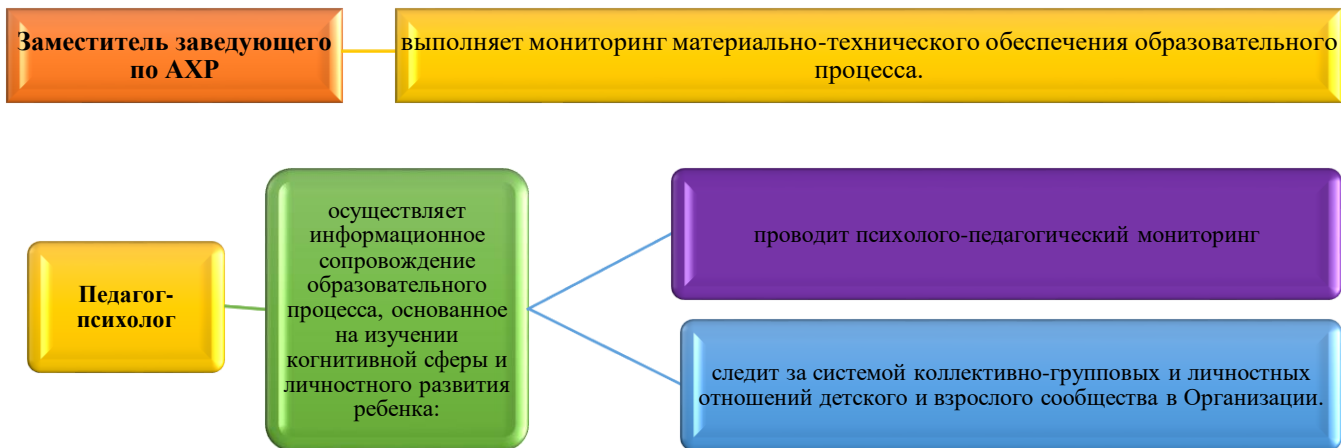 Заместитель заведующего
по АХР
выполняет мониторинг материально-технического обеспечения образовательного
процесса.
Педагог-
психолог
осуществляет
информационное
сопровождение
образовательного
процесса, основанное
на изучении
когнитивной сферы и
личностного развития
ребенка:
проводит психолого-педагогический мониторинг
следит за системой коллективно-групповых и личностных
отношений детского и взрослого сообщества в Организации.